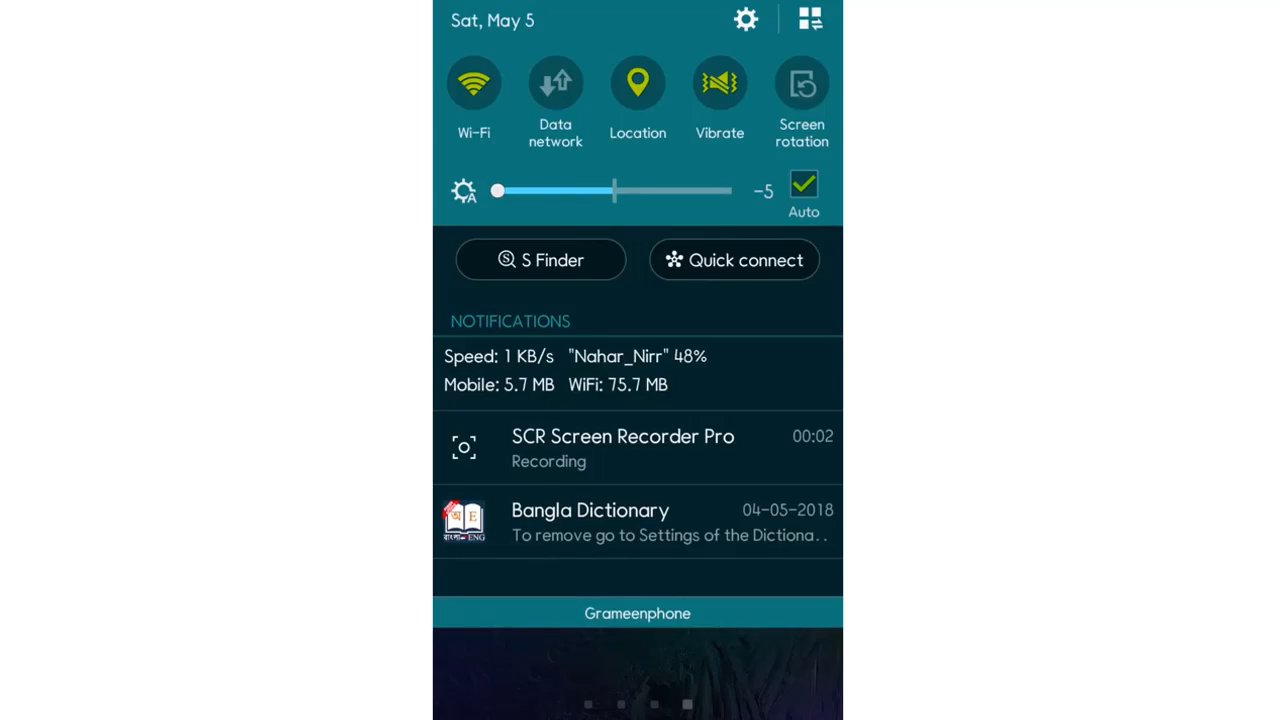 Sat, May 5
Wi-Fi
Data network
Location
Vibrate
Screen rotation
A
-5
Auto
S Finder
Quick connect
NOTIFICATIONS
Speed: 1 KB/s "Nahar_Nirr" 48%
Mobile: 5.7 MB WiFi: 75.7 MB
SCR Screen Recorder Pro 00:02
Recording
Bangla Dictionary 04-05-2018
To remove go to Settings of the Dictiona..
অ E
বাংলা ENG
Grameenphone